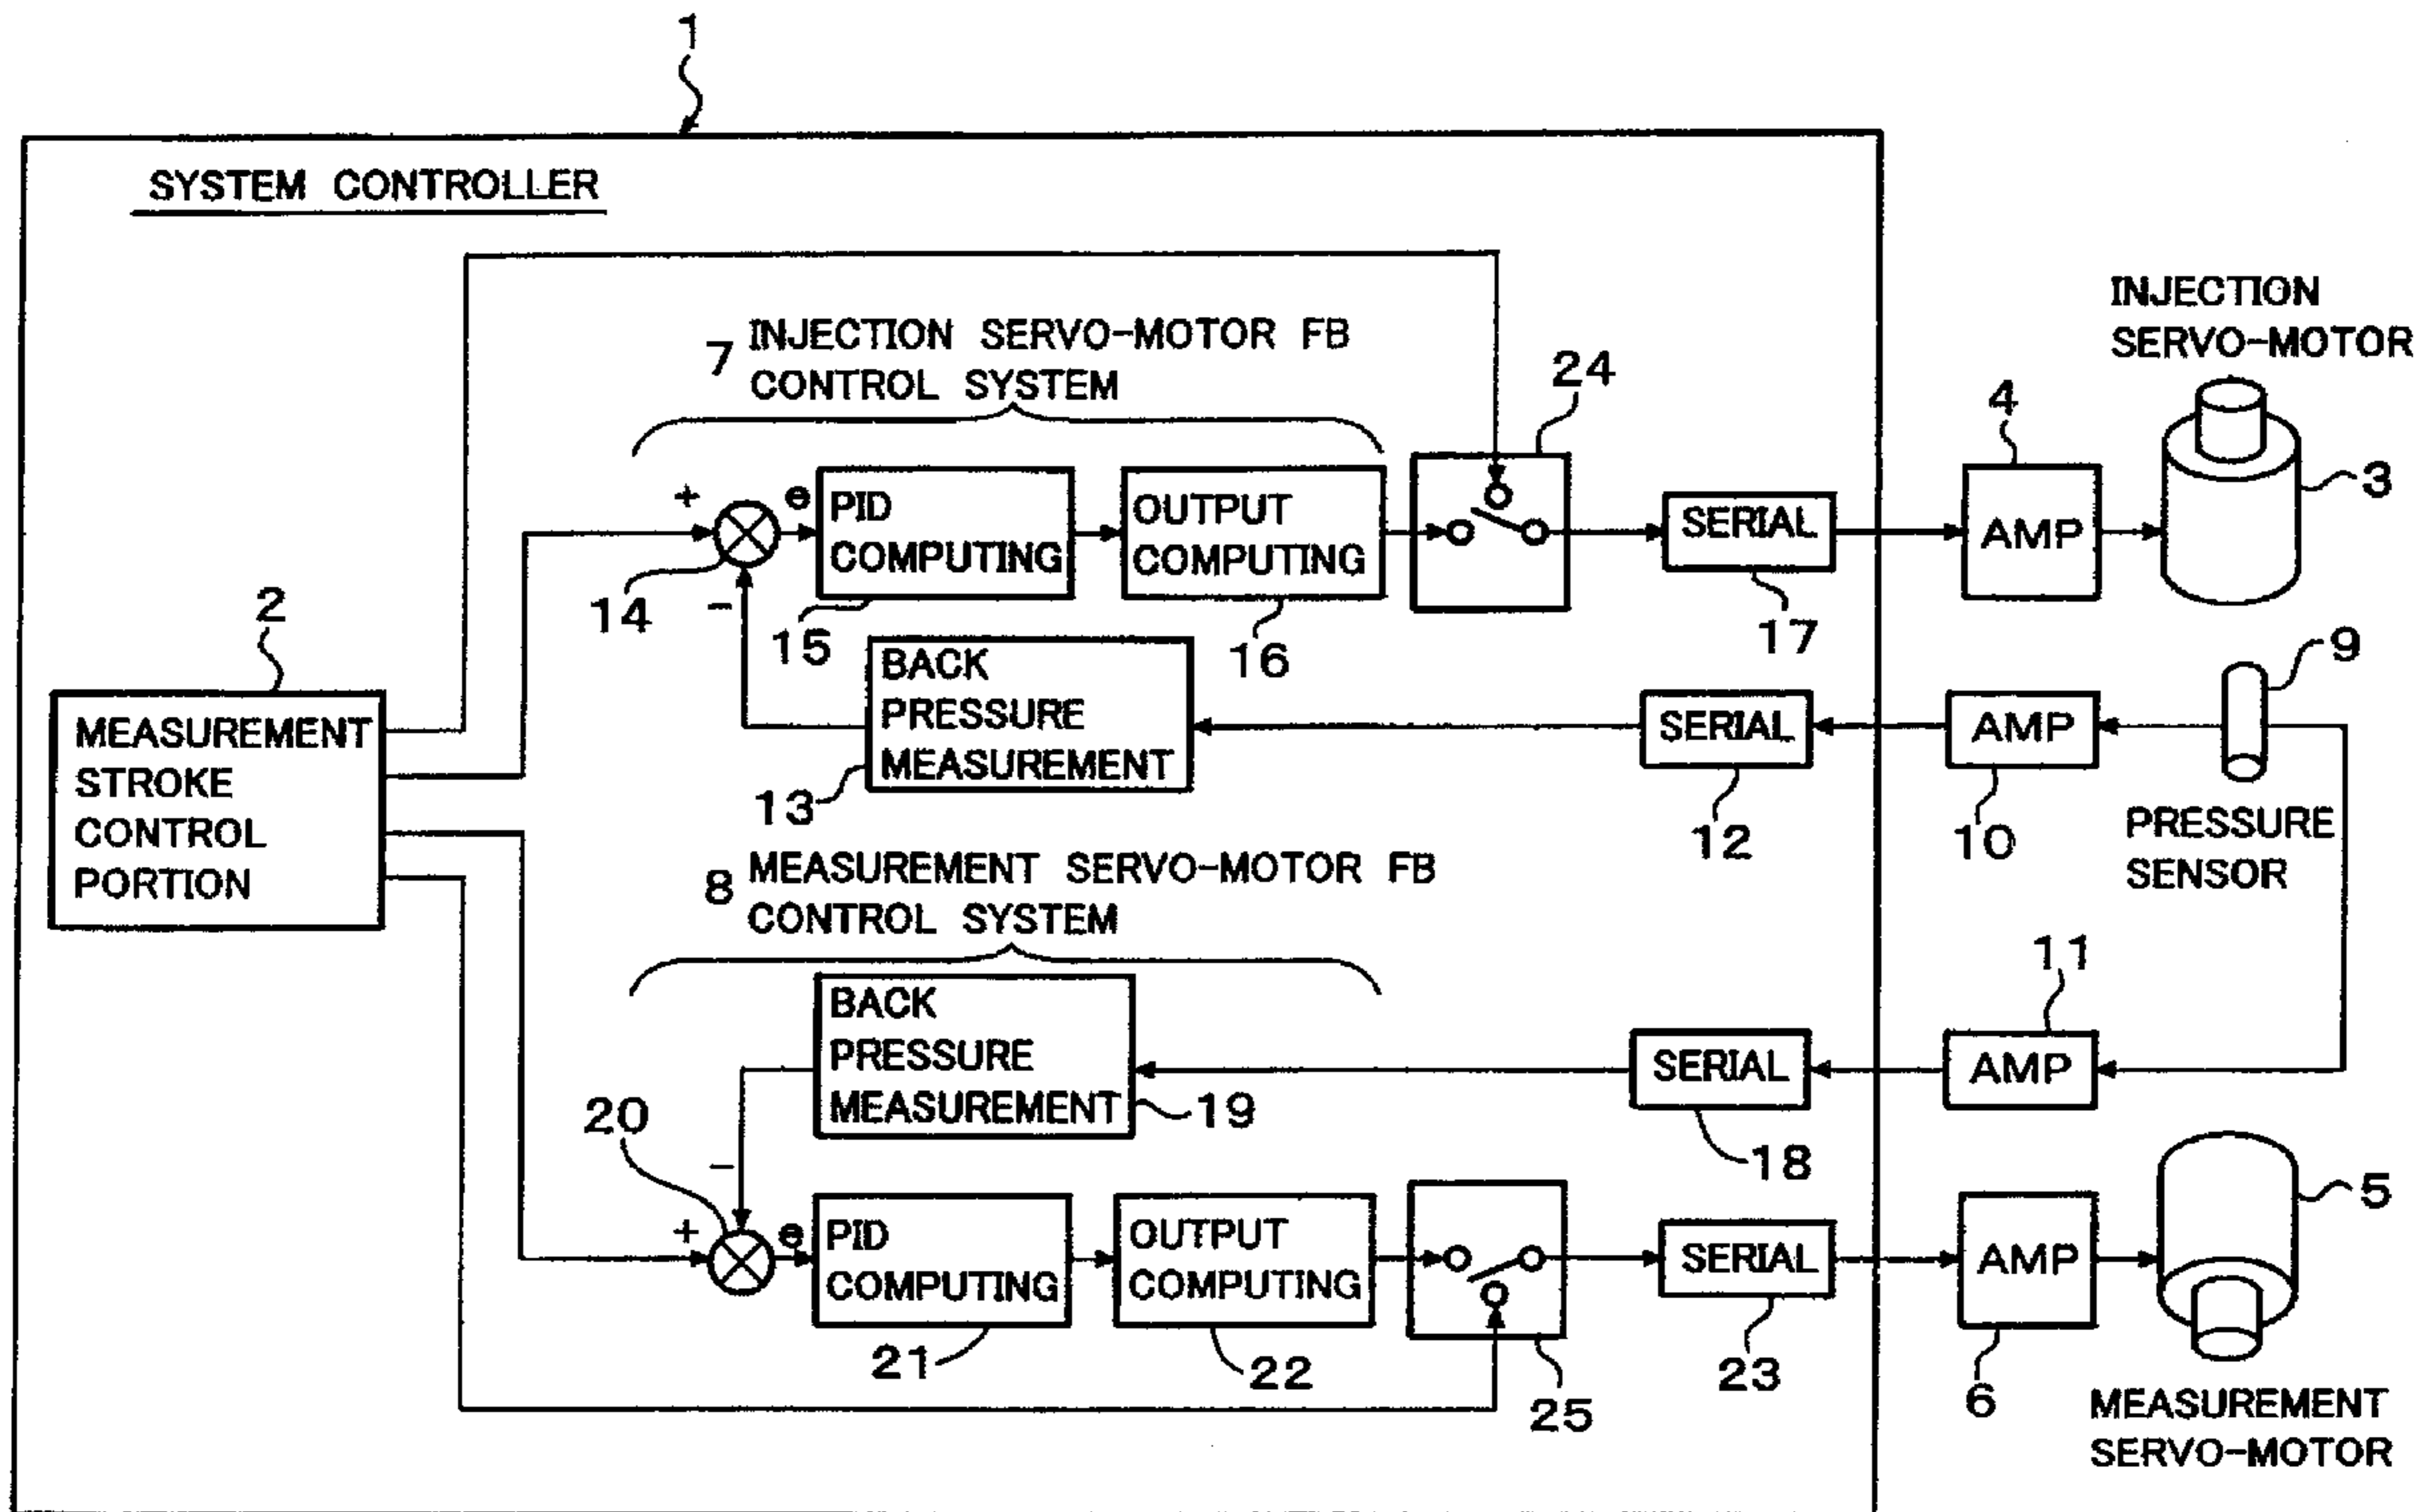 1
SYSTEM CONTROLLER
7 INJECTION SERVO-MOTOR FB
CONTROL SYSTEM
24
INJECTION
SERVO-MOTOR
4
3
+
e
PID
COMPUTING
OUTPUT
COMPUTING
SERIAL
AMP
14
−
15
16
17
2
MEASUREMENT
STROKE
CONTROL
PORTION
BACK
PRESSURE
MEASUREMENT
13
SERIAL
12
AMP
10
9
PRESSURE
SENSOR
8 MEASUREMENT SERVO-MOTOR FB
CONTROL SYSTEM
BACK
PRESSURE
MEASUREMENT
19
SERIAL
18
AMP
11
20
−
+
e
PID
COMPUTING
21
OUTPUT
COMPUTING
22
25
SERIAL
23
AMP
6
5
MEASUREMENT
SERVO-MOTOR